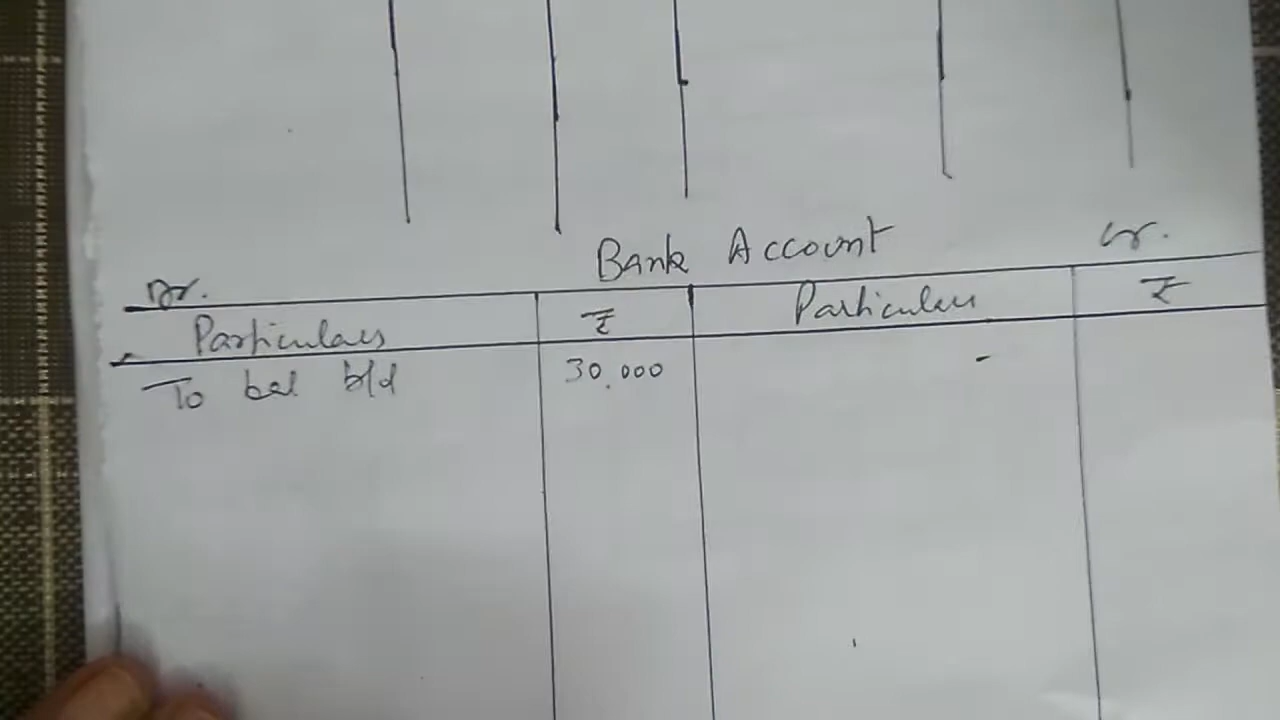 Bank Account
Dr. Cr.
Particulars ₹ Particulars ₹
To bal b/d 30,000